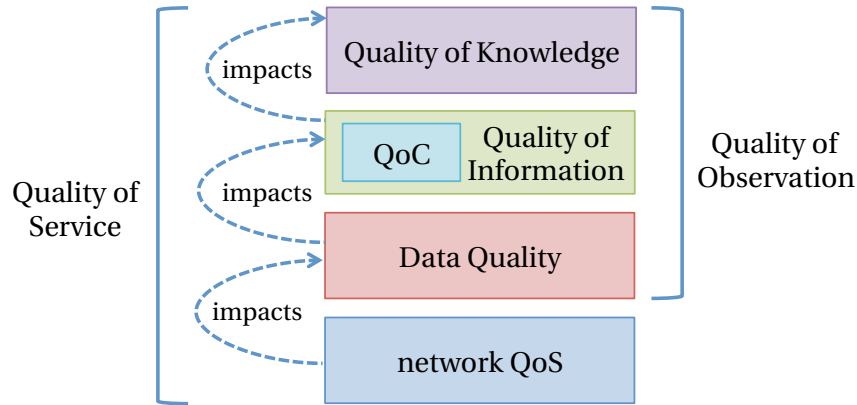 Quality of Knowledge
impacts
QoC
Quality of
Information
Quality of
Observation
Quality of
Service
impacts
Data Quality
impacts
network QoS